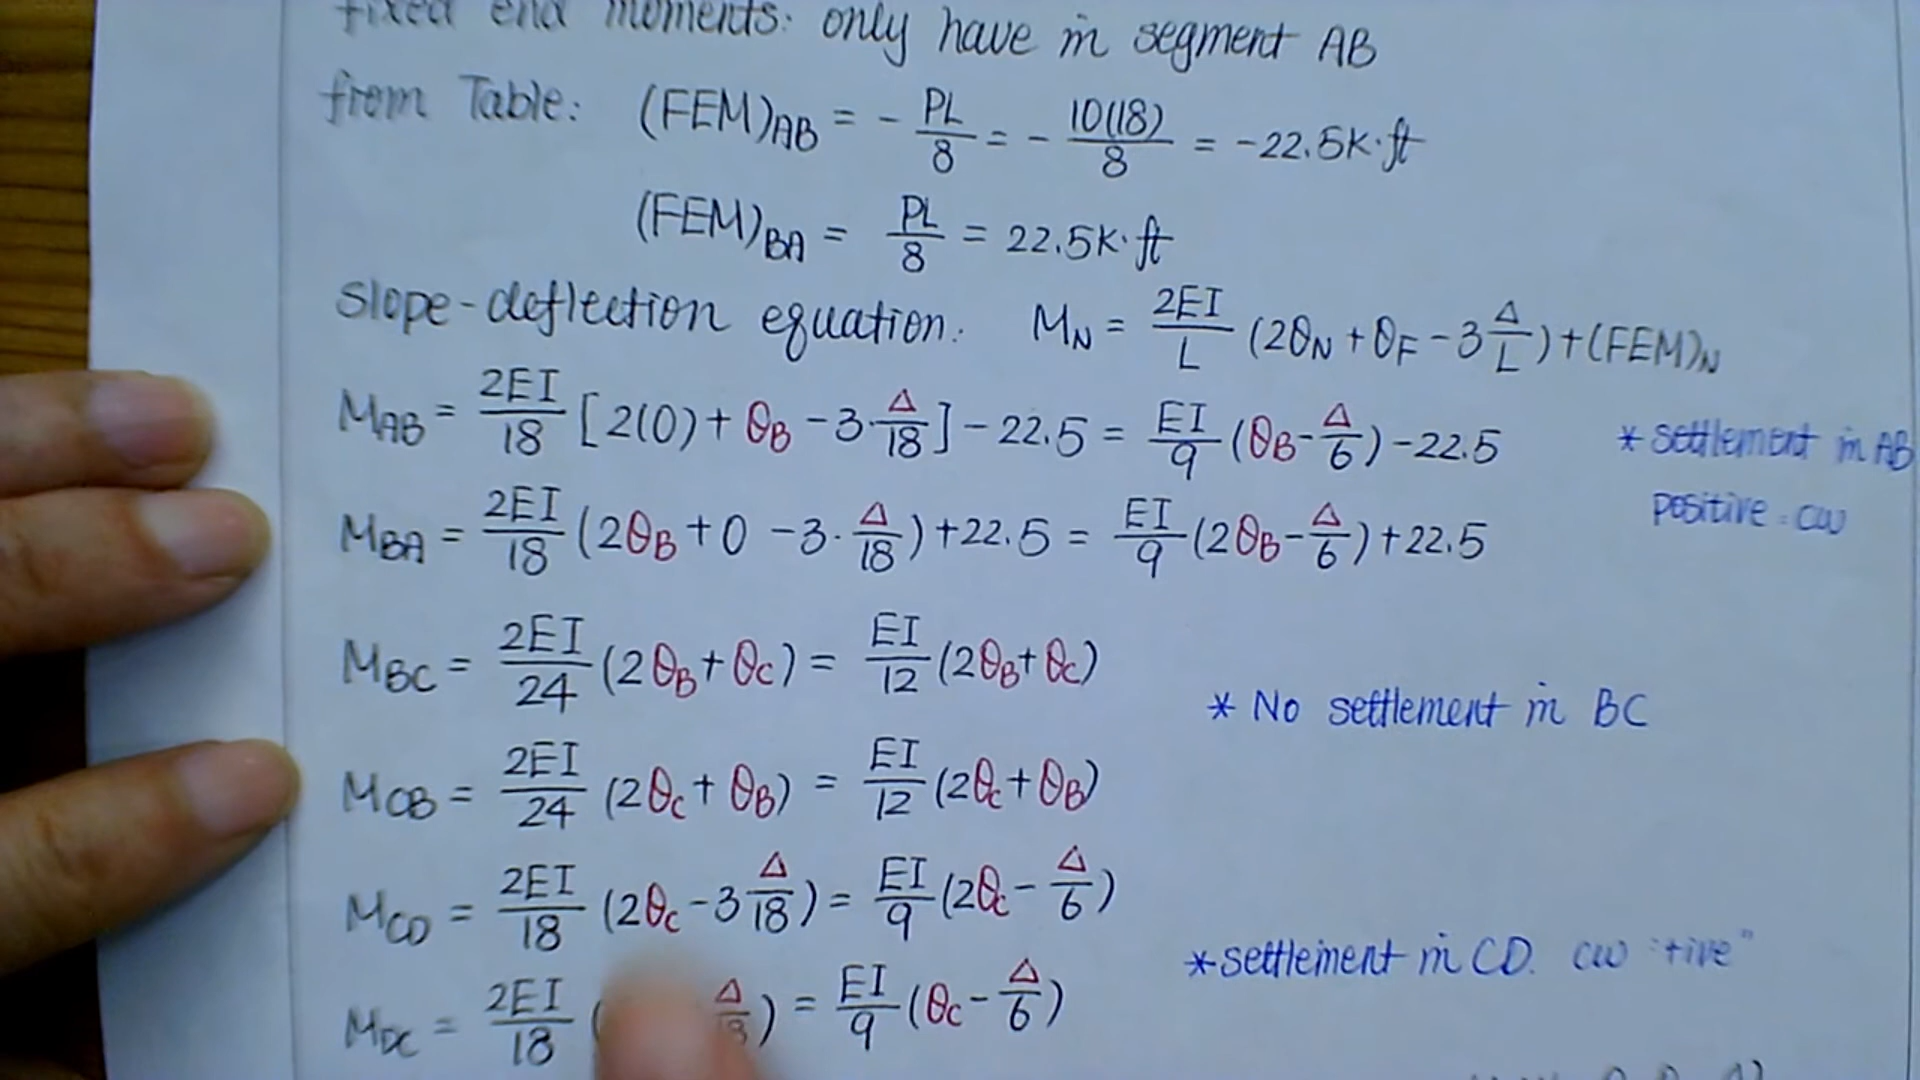 fixed end moments: only have in segment AB
from Table: (FEM)AB = - PL/8 = - 10(18)/8 = -22.5k·ft
(FEM)BA = PL/8 = 22.5k·ft
slope-deflection equation: MN = 2EI/L (2θN + θF - 3 Δ/L) + (FEM)N
MAB = 2EI/18 [2(0) + θB - 3·Δ/18] - 22.5 = EI/9 (θB - Δ/6) - 22.5
* settlement in AB
positive: cw
MBA = 2EI/18 (2θB + 0 - 3·Δ/18) + 22.5 = EI/9 (2θB - Δ/6) + 22.5
MBC = 2EI/24 (2θB + θC) = EI/12 (2θB + θC)
* No settlement in BC
MCB = 2EI/24 (2θC + θB) = EI/12 (2θC + θB)
MCD = 2EI/18 (2θC - 3 Δ/18) = EI/9 (2θC - Δ/6)
* settlement in CD. cw "+ive"
MDC = 2EI/18 ( Δ/18) = EI/9 (θC - Δ/6)